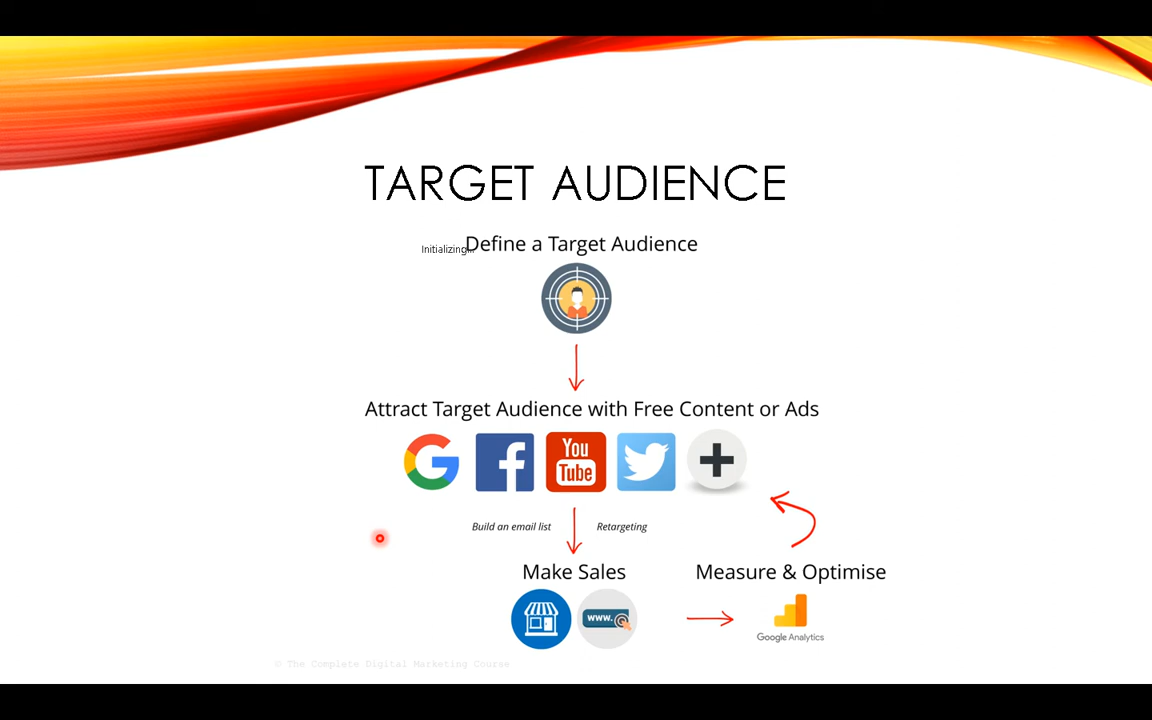 TARGET AUDIENCE
Initializing...
Define a Target Audience
Attract Target Audience with Free Content or Ads
G f You Tube +
Build an email list Retargeting
Make Sales Measure & Optimise
www.
Google Analytics
© The Complete Digital Marketing Course